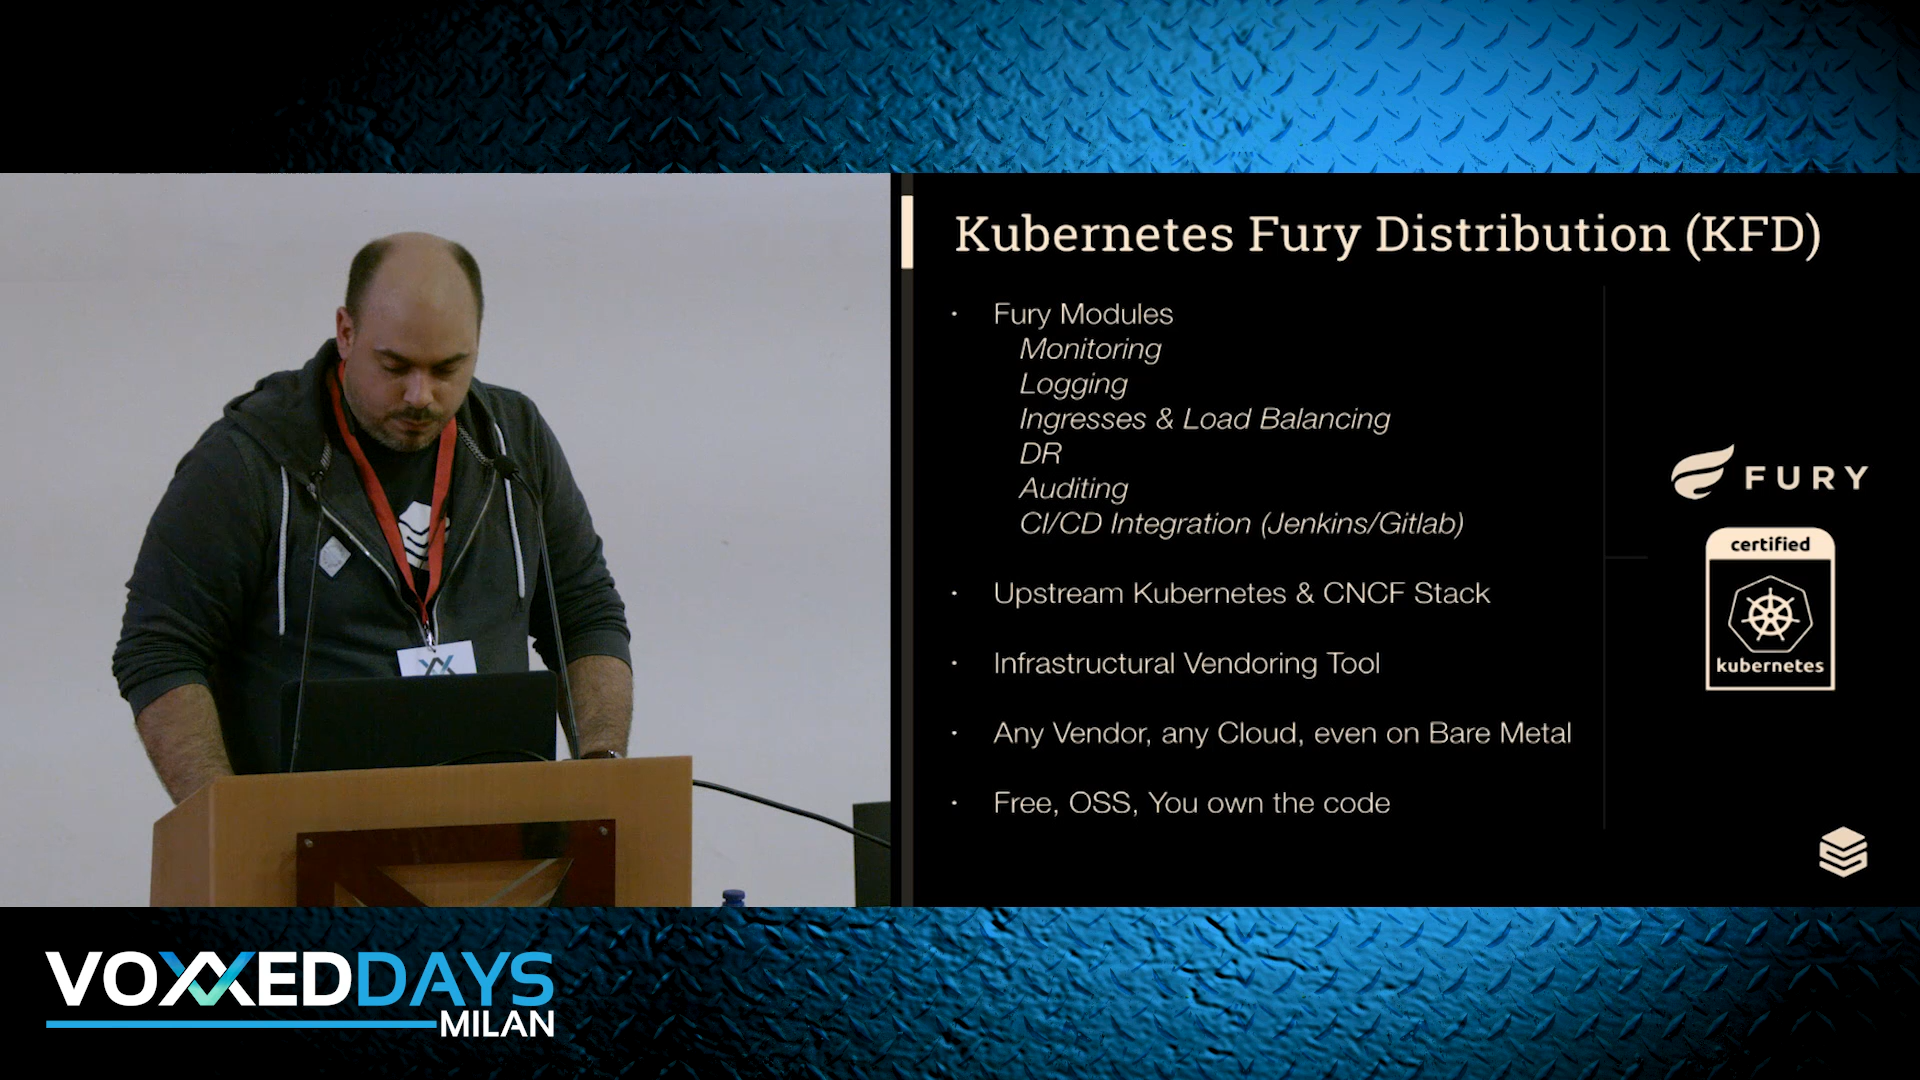 Kubernetes Fury Distribution (KFD)
· Fury Modules
Monitoring
Logging
Ingresses & Load Balancing
DR
Auditing
CI/CD Integration (Jenkins/Gitlab)
· Upstream Kubernetes & CNCF Stack
· Infrastructural Vendoring Tool
· Any Vendor, any Cloud, even on Bare Metal
· Free, OSS, You own the code
FURY
certified
kubernetes
VOXXEDDAYS
MILAN